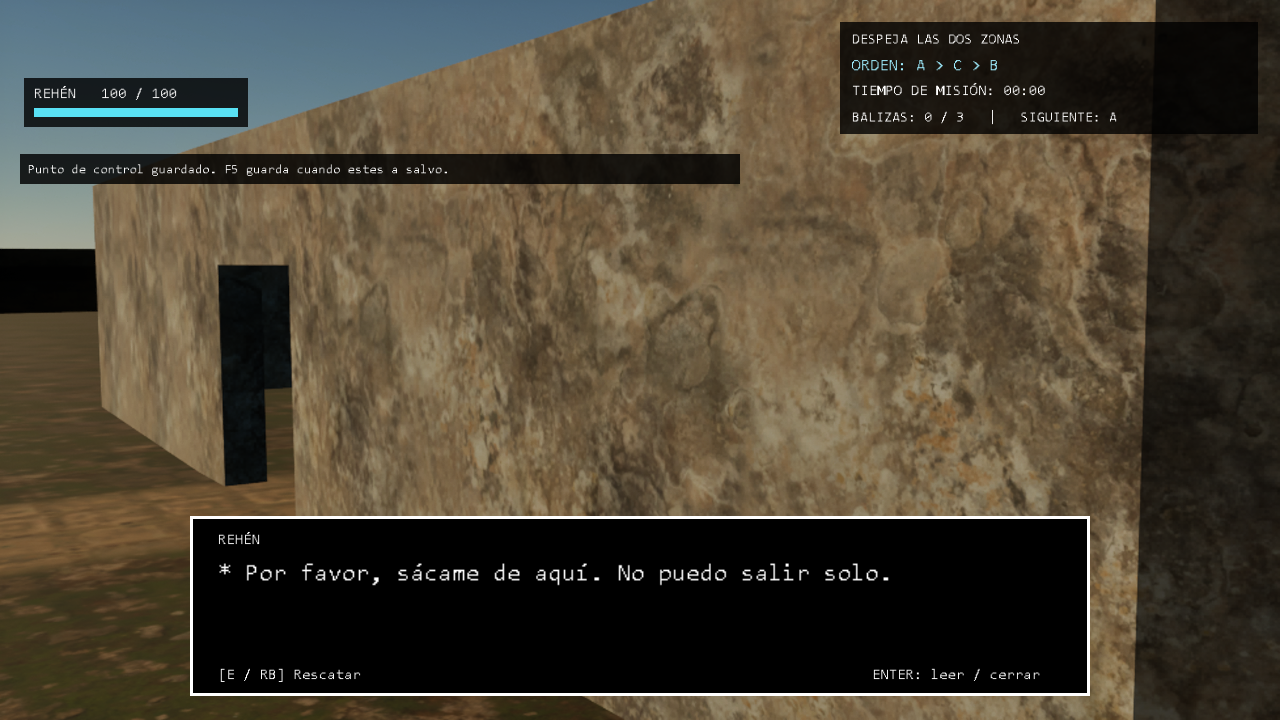 DESPEJA LAS DOS ZONAS
ORDEN: A > C > B
TIEMPO DE MISIÓN: 00:00
BALIZAS: 0 / 3 | SIGUIENTE: A
REHÉN 100 / 100
Punto de control guardado. F5 guarda cuando estes a salvo.
REHÉN
* Por favor, sácame de aquí. No puedo salir solo.
[E / RB] Rescatar
ENTER: leer / cerrar